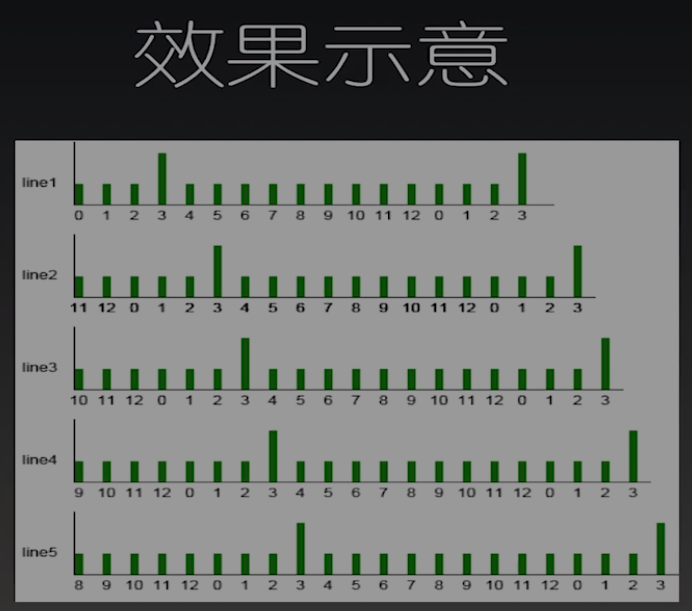 效果示意
line1
0 1 2 3 4 5 6 7 8 9 10 11 12 0 1 2 3
line2
11 12 0 1 2 3 4 5 6 7 8 9 10 11 12 0 1 2 3
line3
10 11 12 0 1 2 3 4 5 6 7 8 9 10 11 12 0 1 2 3
line4
9 10 11 12 0 1 2 3 4 5 6 7 8 9 10 11 12 0 1 2 3
line5
8 9 10 11 12 0 1 2 3 4 5 6 7 8 9 10 11 12 0 1 2 3